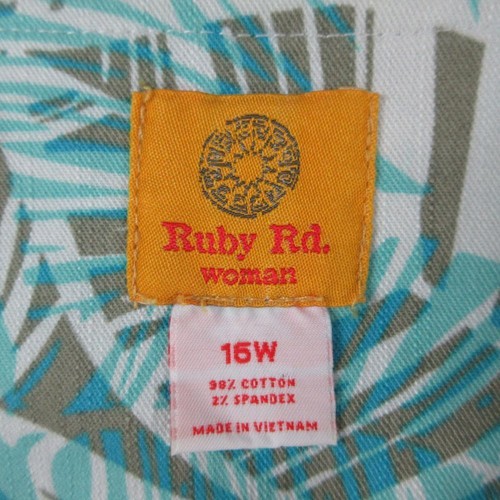 Ruby Rd.
woman
16W
98% COTTON
2% SPANDEX
MADE IN VIETNAM